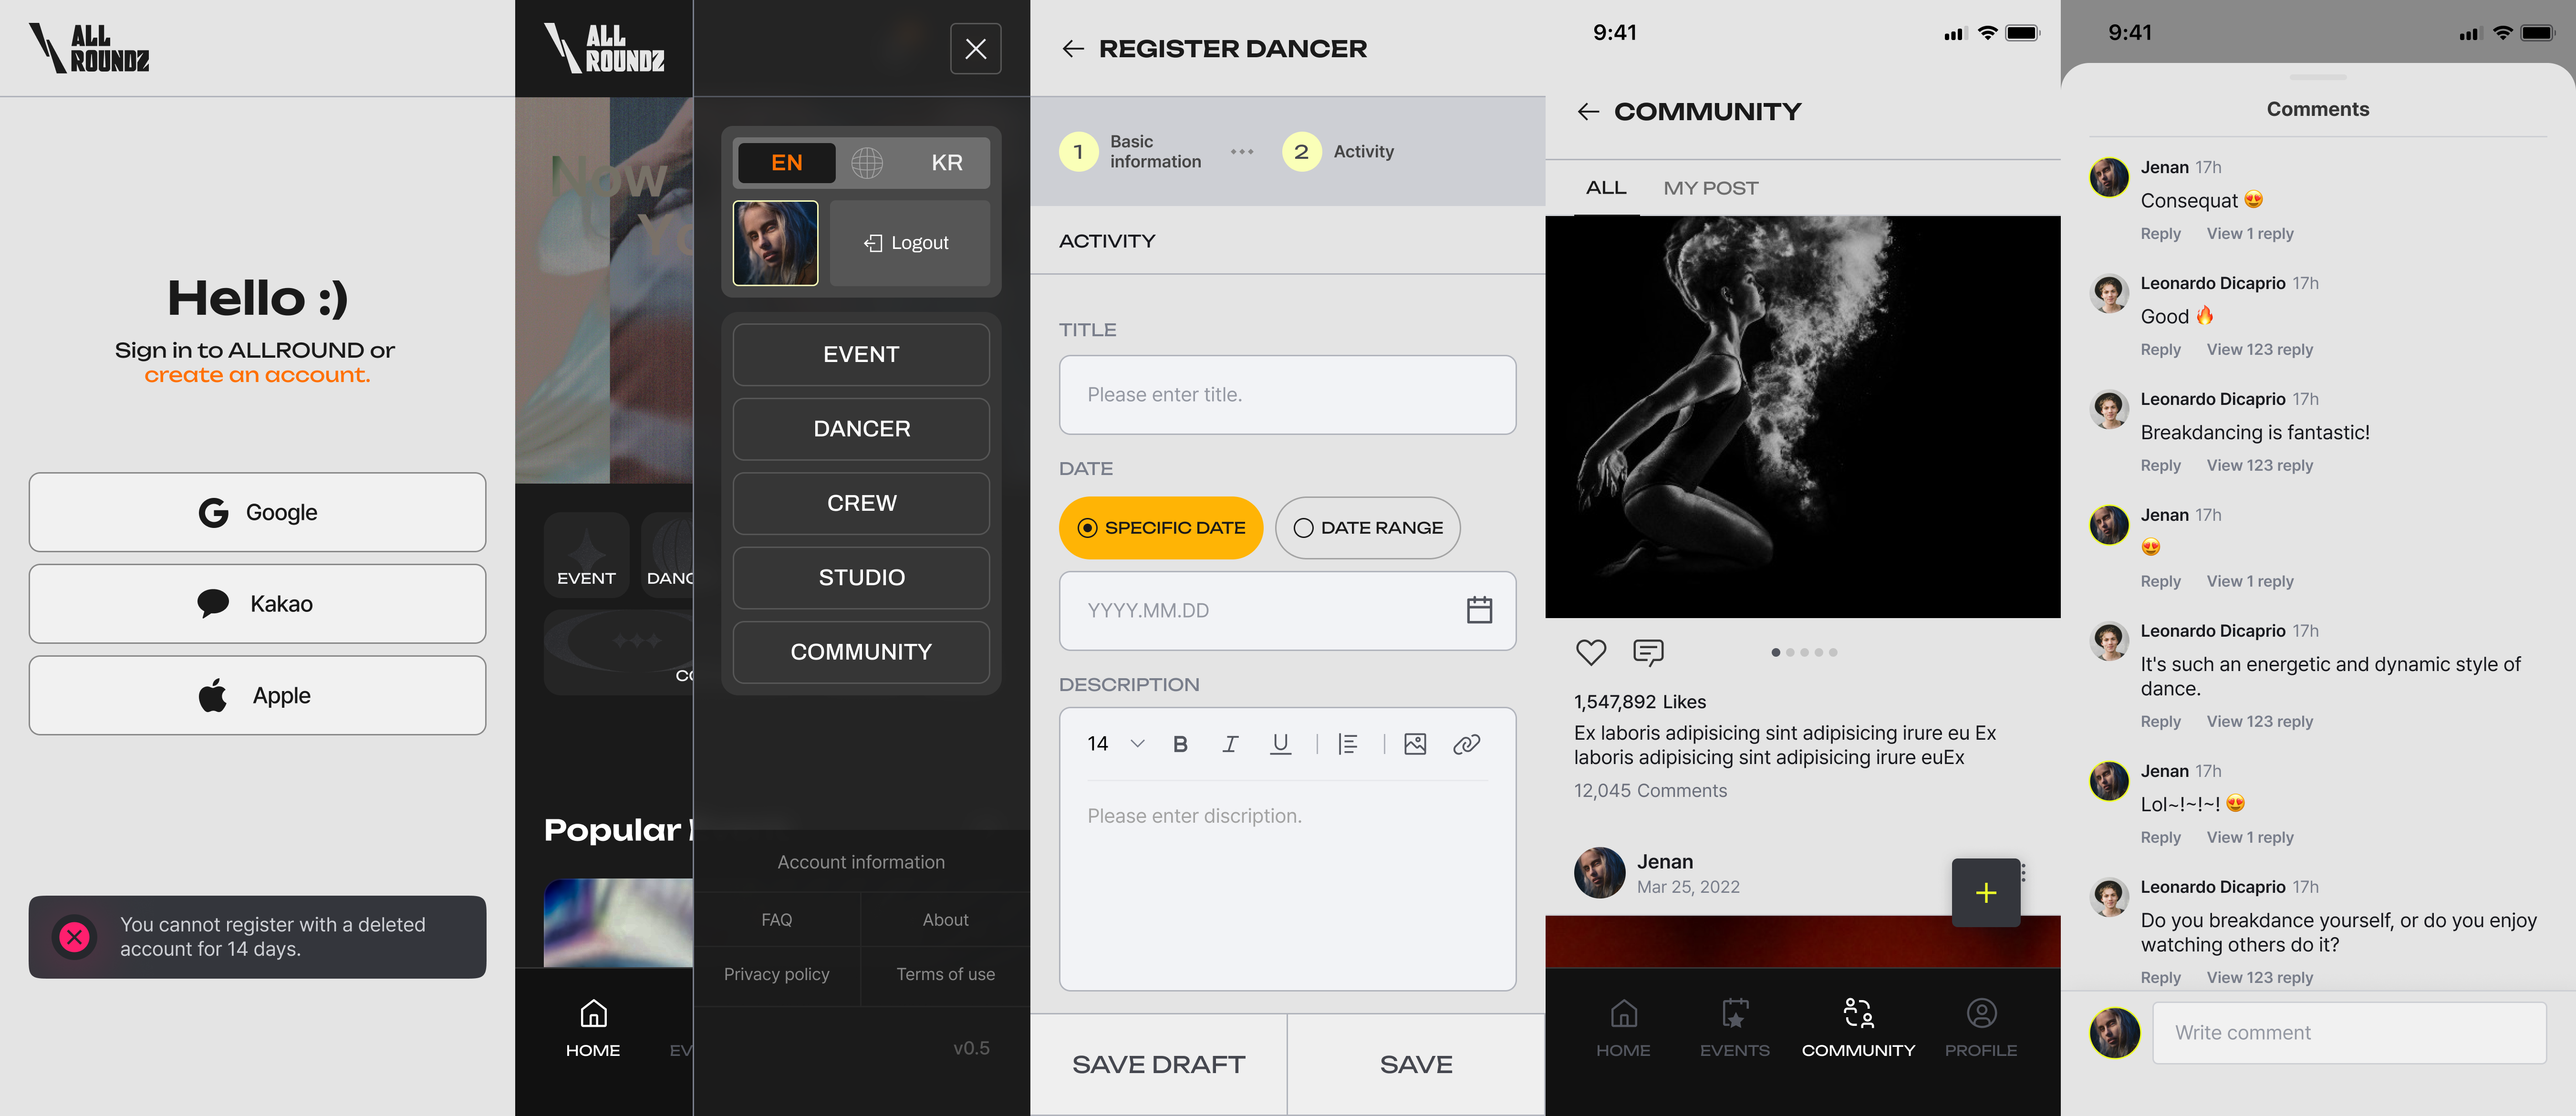 ALL
ROUNDZ
Hello :)
Sign in to ALLROUND or
create an account.
Google
Kakao
Apple
You cannot register with a deleted
account for 14 days.
ALL
ROUNDZ
Now
Yo
EVENT
DANC
CO
Popular
HOME
EV
EN
KR
Logout
EVENT
DANCER
CREW
STUDIO
COMMUNITY
Account information
FAQ
About
Privacy policy
Terms of use
v0.5
REGISTER DANCER
1
Basic
information
2
Activity
ACTIVITY
TITLE
Please enter title.
DATE
SPECIFIC DATE
DATE RANGE
YYYY.MM.DD
DESCRIPTION
14
B
I
U
Please enter discription.
SAVE DRAFT
SAVE
9:41
COMMUNITY
ALL
MY POST
1,547,892 Likes
Ex laboris adipisicing sint adipisicing irure eu Ex
laboris adipisicing sint adipisicing irure euEx
12,045 Comments
Jenan
Mar 25, 2022
HOME
EVENTS
COMMUNITY
PROFILE
9:41
Comments
Jenan 17h
Consequat 😍
Reply View 1 reply
Leonardo Dicaprio 17h
Good 🔥
Reply View 123 reply
Leonardo Dicaprio 17h
Breakdancing is fantastic!
Reply View 123 reply
Jenan 17h
😍
Reply View 1 reply
Leonardo Dicaprio 17h
It's such an energetic and dynamic style of
dance.
Reply View 123 reply
Jenan 17h
Lol~!~!~! 😍
Reply View 1 reply
Leonardo Dicaprio 17h
Do you breakdance yourself, or do you enjoy
watching others do it?
Reply View 123 reply
Write comment